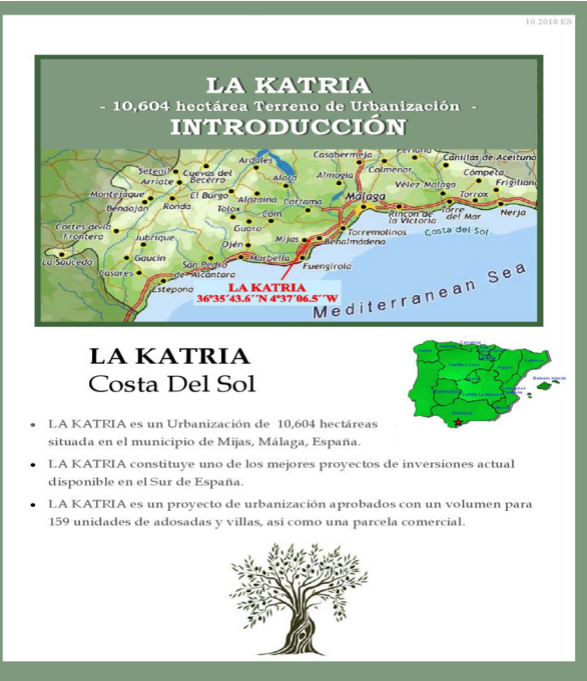 10.2018 ES
LA KATRIA
- 10,604 hectárea Terreno de Urbanización -
INTRODUCCIÓN
Casabermeja
Periana
Canillas de Aceituno
Ardales
Setenil
Cuevas del Becerro
Alora
Almogia
Colmenar
Cómpeta
Arriate
Vélez Malaga
Frigiliana
Montejaque
El Burgo
Alozaina
Cartama
Málaga
Torrox
Benaojan
Ronda
Tolox
Coin
Rincón de la Victoria
Torre del Mar
Nerja
Cortes de la Frontera
Guaro
Torremolinos
Costa del Sol
Jubrique
Ojén
Mijas
Benalmádena
La Sauceda
Gaucin
San Pedro de Alcántara
Marbella
Fuengirola
Casares
Estepona
LA KATRIA
36°35´43.6´´N 4°37´06.5´´W
Mediterranean Sea
LA KATRIA
Costa Del Sol
LA KATRIA es un Urbanización de 10,604 hectáreas
situada en el municipio de Mijas, Málaga, España.
LA KATRIA constituye uno de los mejores proyectos de inversiones actual
disponible en el Sur de España.
LA KATRIA es un proyecto de urbanización aprobados con un volumen para
159 unidades de adosadas y villas, así como una parcela comercial.